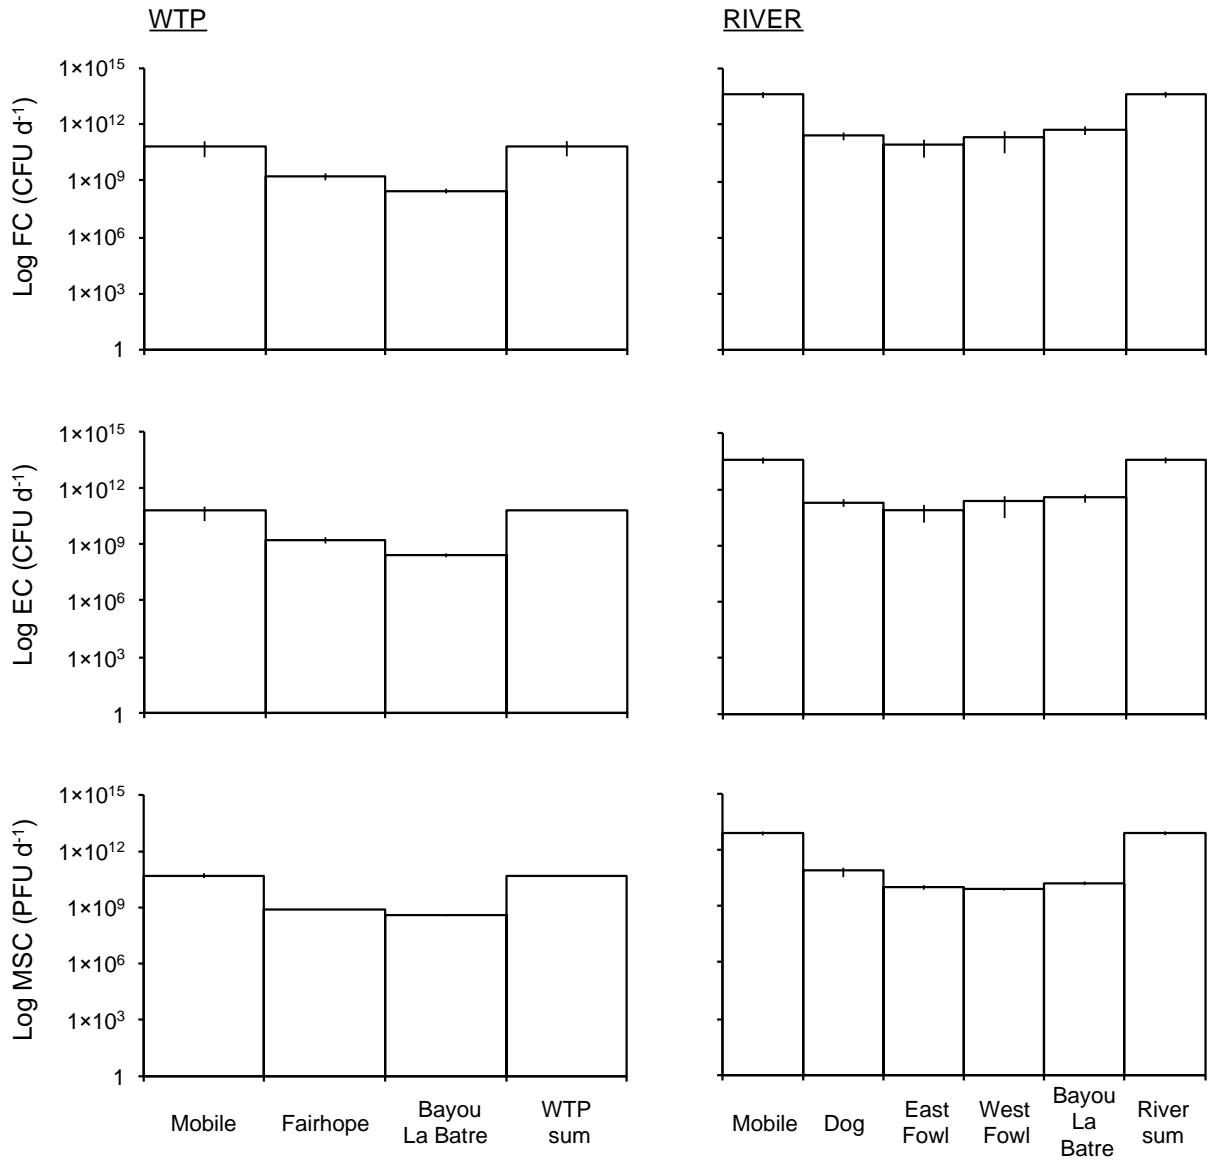 WTP
RIVER
Log FC (CFU d⁻¹)
1×10¹⁵
1×10¹²
1×10⁹
1×10⁶
1×10³
1
Log EC (CFU d⁻¹)
1×10¹⁵
1×10¹²
1×10⁹
1×10⁶
1×10³
1
Log MSC (PFU d⁻¹)
1×10¹⁵
1×10¹²
1×10⁹
1×10⁶
1×10³
1
Mobile
Fairhope
Bayou
La Batre
WTP
sum
Mobile
Dog
East
Fowl
West
Fowl
Bayou
La
Batre
River
sum